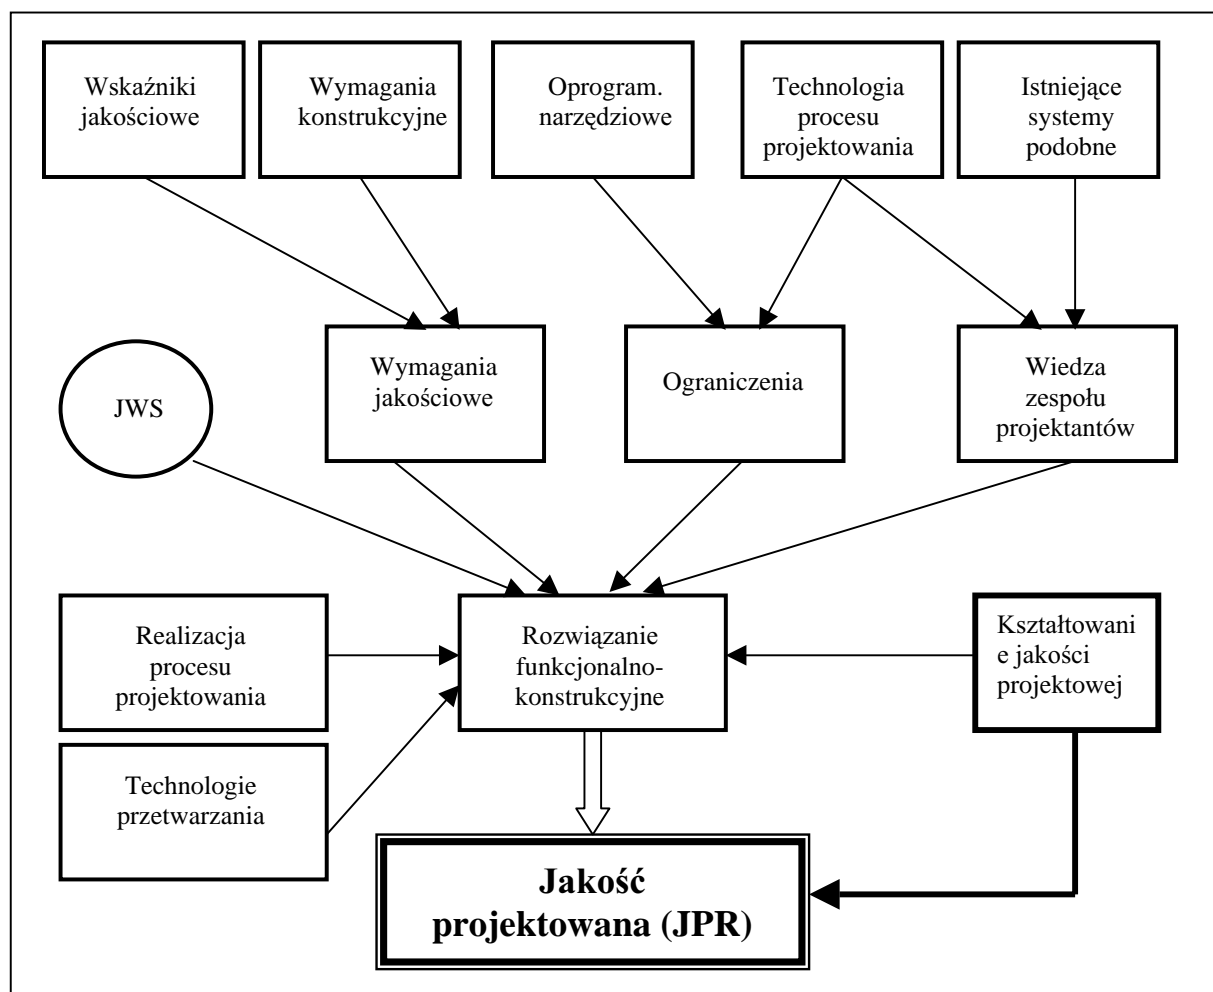 Wskaźniki
jakościowe
Wymagania
konstrukcyjne
Oprogram.
narzędziowe
Technologia
procesu
projektowania
Istniejące
systemy
podobne
JWS
Wymagania
jakościowe
Ograniczenia
Wiedza
zespołu
projektantów
Realizacja
procesu
projektowania
Rozwiązanie
funkcjonalno-
konstrukcyjne
Kształtowani
e jakości
projektowej
Technologie
przetwarzania
Jakość
projektowana (JPR)